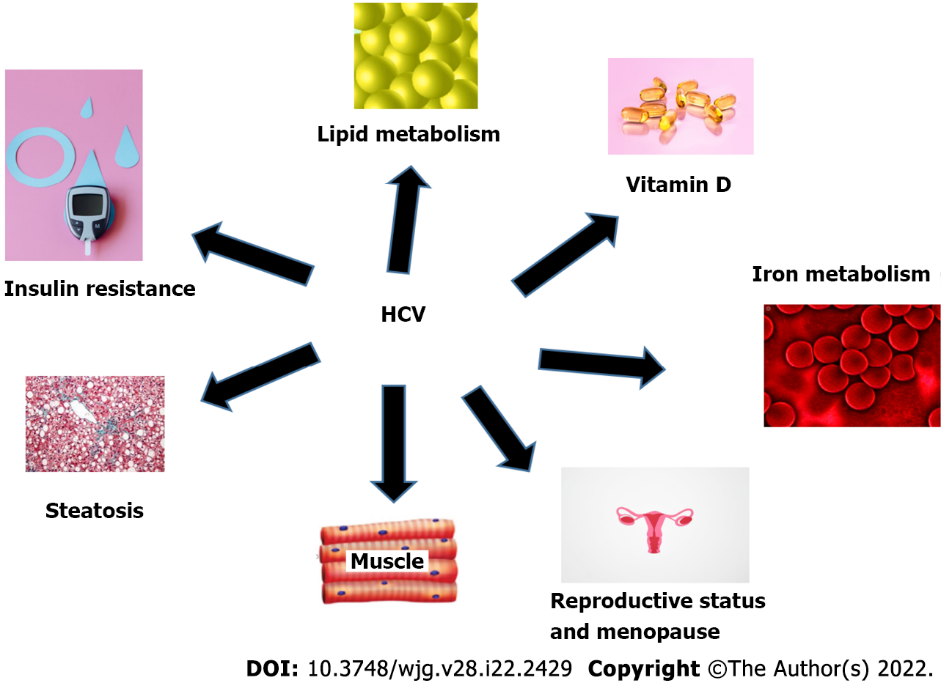 Lipid metabolism
Vitamin D
Iron metabolism
Insulin resistance
HCV
Steatosis
Muscle
Reproductive status
and menopause
DOI: 10.3748/wjg.v28.i22.2429 Copyright ©The Author(s) 2022.